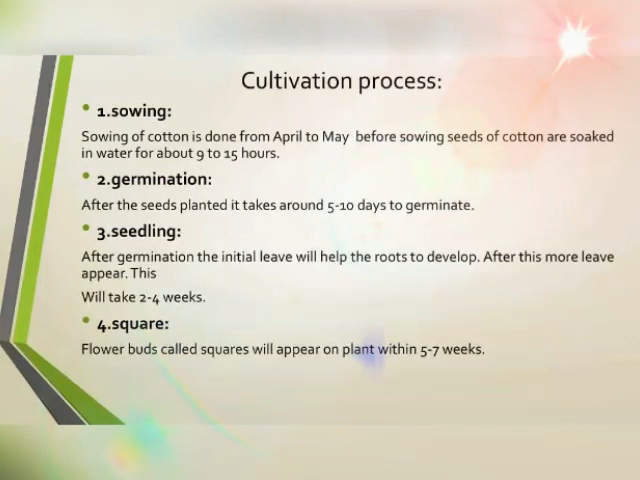 Cultivation process:
• 1.sowing:
Sowing of cotton is done from April to May before sowing seeds of cotton are soaked
in water for about 9 to 15 hours.
• 2.germination:
After the seeds planted it takes around 5-10 days to germinate.
• 3.seedling:
After germination the initial leave will help the roots to develop. After this more leave
appear. This
Will take 2-4 weeks.
• 4.square:
Flower buds called squares will appear on plant within 5-7 weeks.